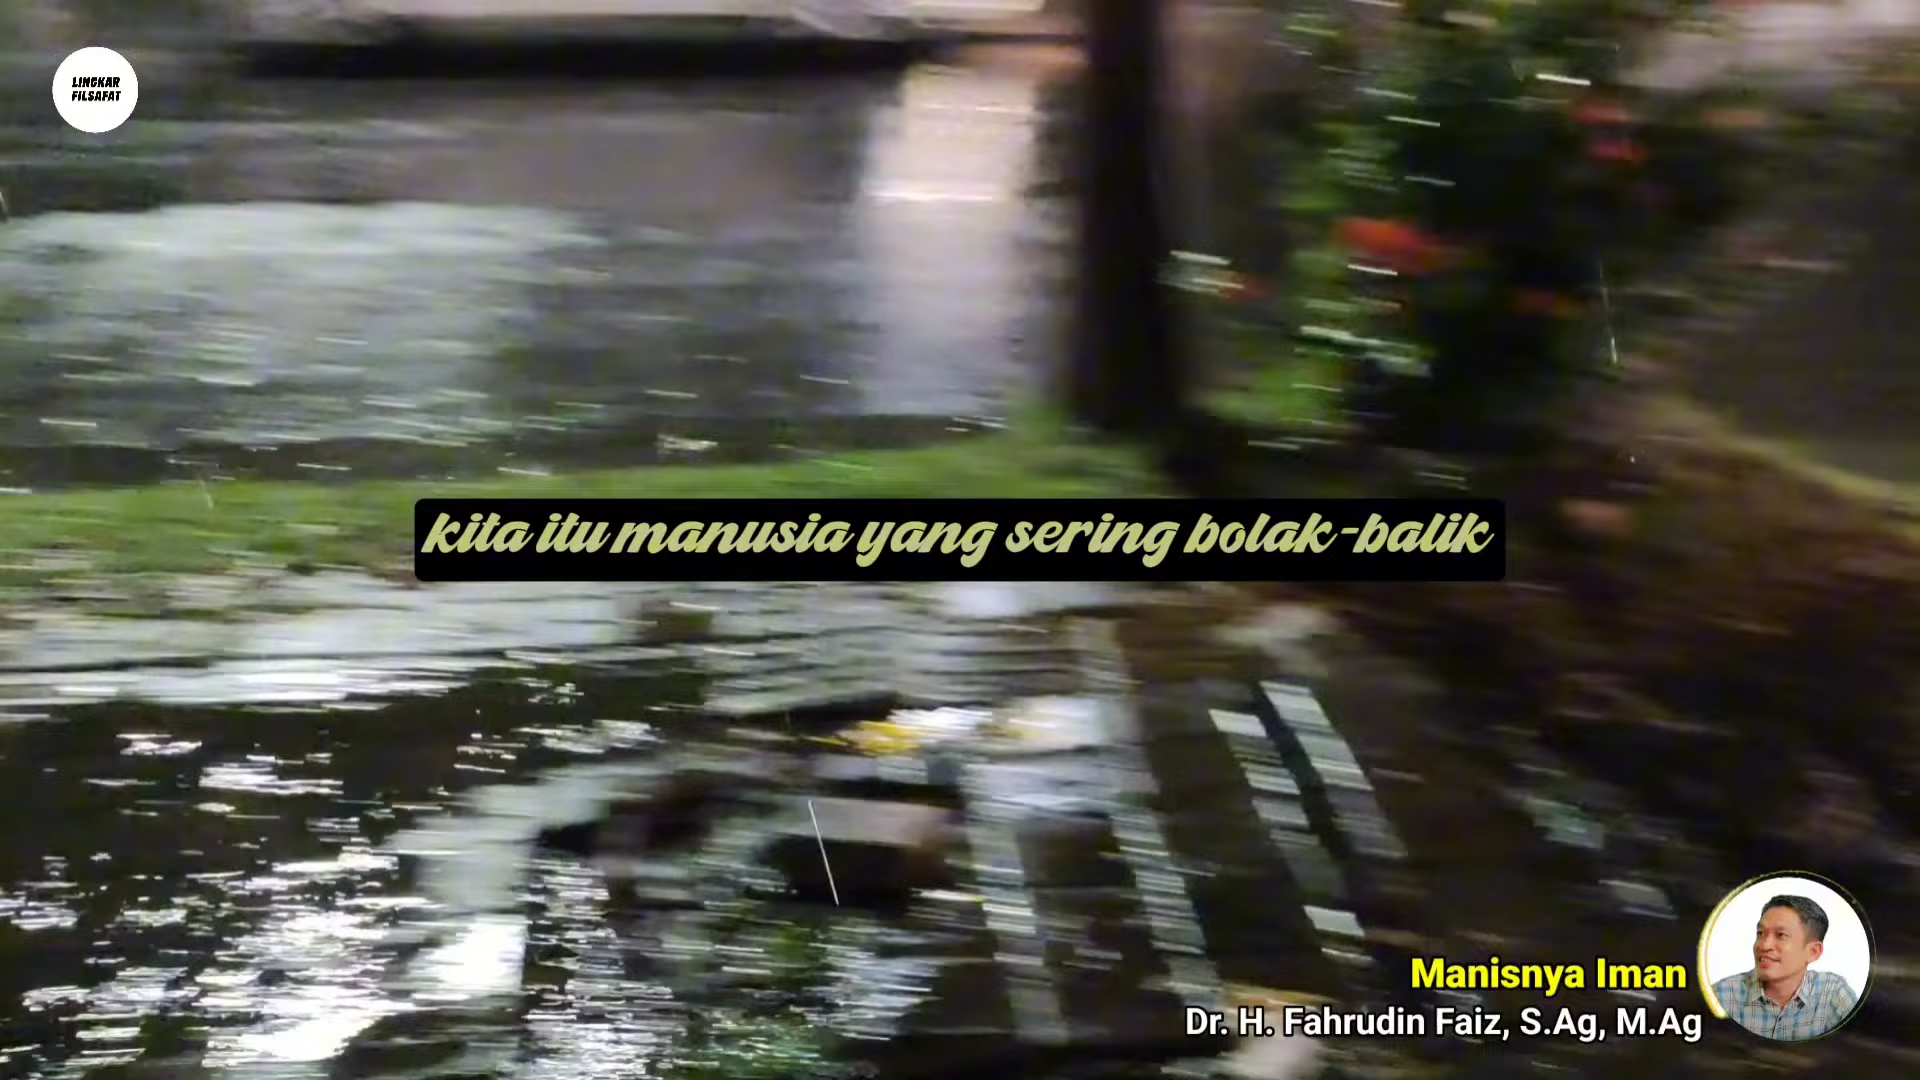 LINGKAR
FILSAFAT
kita itu manusia yang sering bolak-balik
Manisnya Iman
Dr. H. Fahrudin Faiz, S.Ag, M.Ag